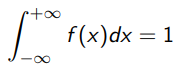 ∫_{-∞}^{+∞} f(x)dx = 1